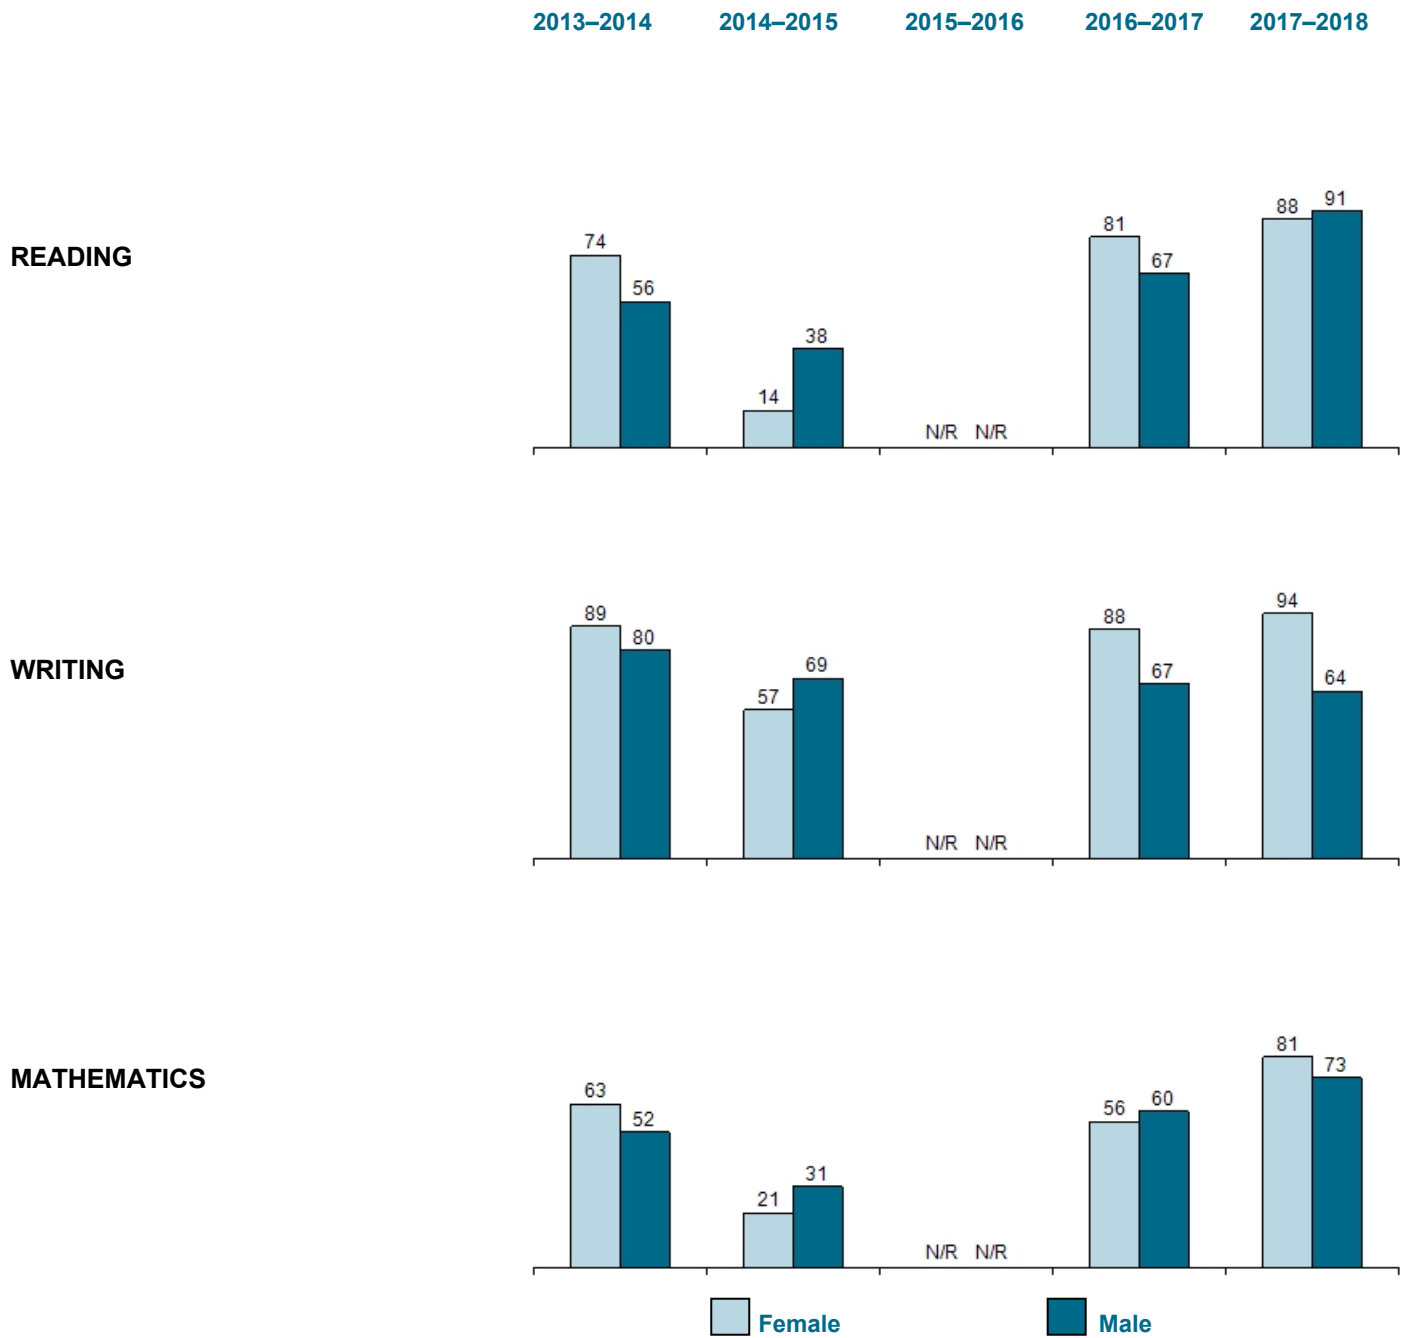 2013–2014 2014–2015 2015–2016 2016–2017 2017–2018
READING
74 56 14 38 N/R N/R 81 67 88 91
WRITING
89 80 57 69 N/R N/R 88 67 94 64
MATHEMATICS
63 52 21 31 N/R N/R 56 60 81 73
Female Male